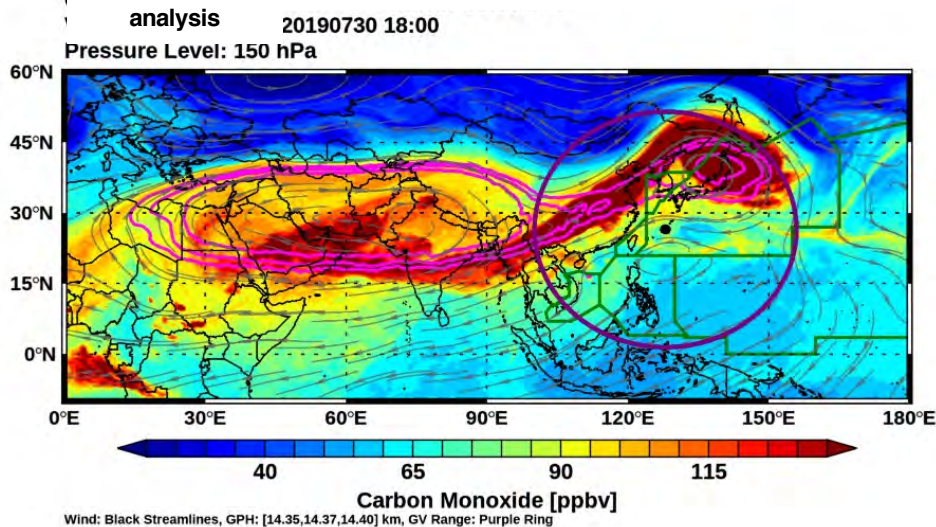 analysis
20190730 18:00
Pressure Level: 150 hPa
60°N
45°N
30°N
15°N
0°N
0°E 30°E 60°E 90°E 120°E 150°E 180°E
40 65 90 115
Carbon Monoxide [ppbv]
Wind: Black Streamlines, GPH: [14.35,14.37,14.40] km, GV Range: Purple Ring